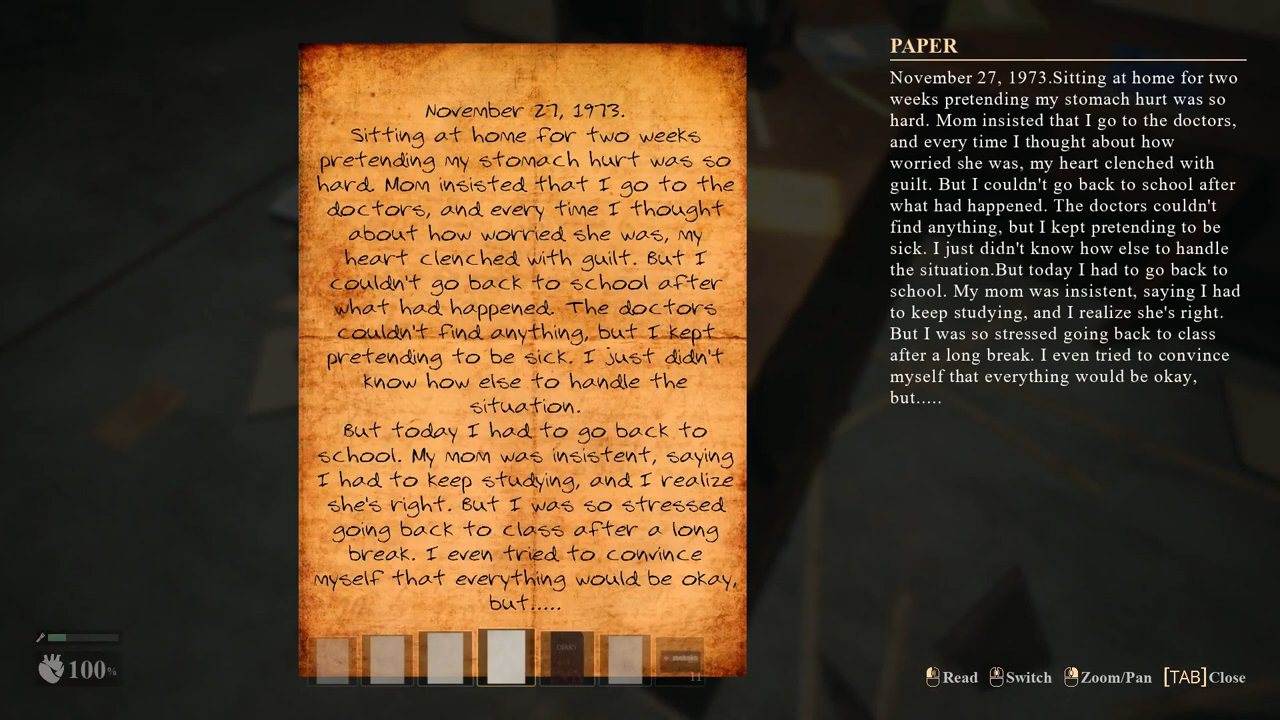 November 27, 1973.
Sitting at home for two weeks
pretending my stomach hurt was so
hard. Mom insisted that I go to the
doctors, and every time I thought
about how worried she was, my
heart clenched with guilt. But I
couldn't go back to school after
what had happened. The doctors
couldn't find anything, but I kept
pretending to be sick. I just didn't
know how else to handle the
situation.
But today I had to go back to
school. My mom was insistent, saying
I had to keep studying, and I realize
she's right. But I was so stressed
going back to class after a long
break. I even tried to convince
myself that everything would be okay,
but.....
PAPER
November 27, 1973.Sitting at home for two
weeks pretending my stomach hurt was so
hard. Mom insisted that I go to the doctors,
and every time I thought about how
worried she was, my heart clenched with
guilt. But I couldn't go back to school after
what had happened. The doctors couldn't
find anything, but I kept pretending to be
sick. I just didn't know how else to handle
the situation.But today I had to go back to
school. My mom was insistent, saying I had
to keep studying, and I realize she's right.
But I was so stressed going back to class
after a long break. I even tried to convince
myself that everything would be okay,
but.....
DIARY
11
100%
Read
Switch
Zoom/Pan
[TAB] Close